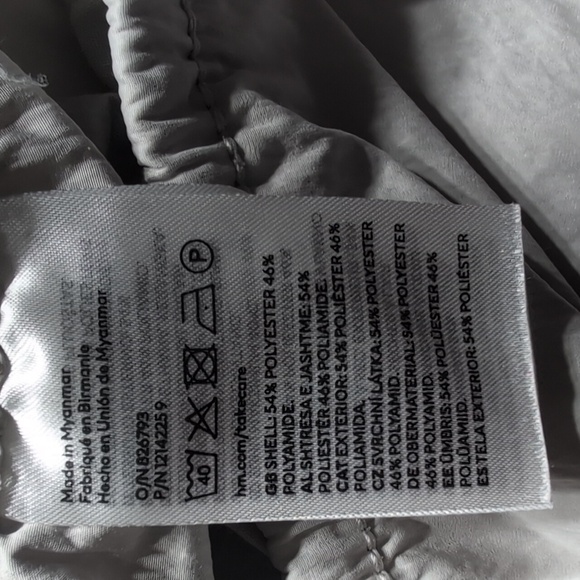 Made in Myanmar
Fabriqué en Birmanie
Hecho en Unión de Myanmar
O/N 826793
P/N 1214225 9
40
P
hm.com/takecare
GB SHELL: 54% POLYESTER 46%
POLYAMIDE.
AL SHTRESA E JASHTME: 54%
POLIESTËR 46% POLIAMIDE.
CAT EXTERIOR: 54% POLIÈSTER 46%
POLIAMIDA.
CZ SVRCHNÍ LÁTKA: 54% POLYESTER
46% POLYAMID.
DE OBERMATERIAL: 54% POLYESTER
46% POLYAMID.
EE ÜMBRIS: 54% POLÜESTER 46%
POLÜAMIID.
ES TELA EXTERIOR: 54% POLIÉSTER